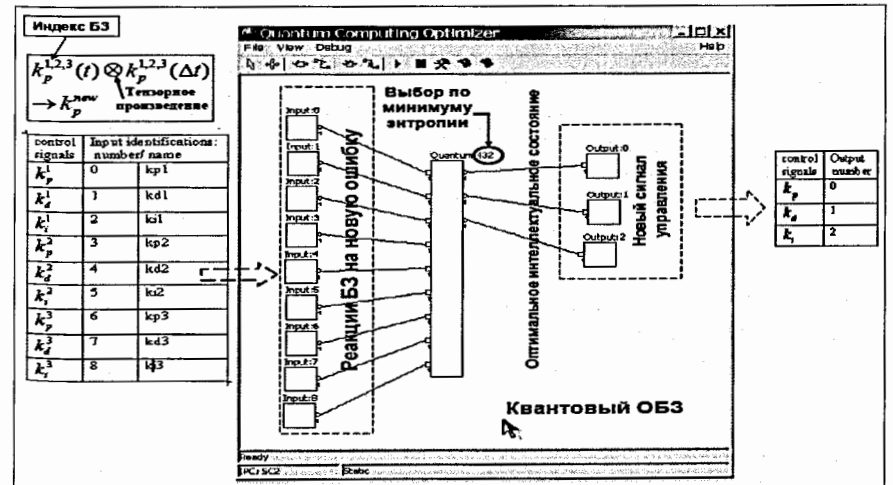 Индекс БЗ
k_p^{1,2,3}(t) ⊗ k_p^{1,2,3}(Δt)
→ k_p^{new}
Тензорное
произведение
control signals
Input identifications: number/ name
k_p^1 0 kp1
k_d^1 1 kd1
k_i^1 2 ki1
k_p^2 3 kp2
k_d^2 4 kd2
k_i^2 5 ki2
k_p^3 6 kp3
k_d^3 7 kd3
k_i^3 8
Quantum Computing Optimizer
File View Debug Help
Input:0
Input:1
Input:2
Input:3
Input:4
Input:5
Input:6
Input:7
Input:8
Реакции БЗ на новую ошибку
Выбор по
минимуму
энтропии
Quantum 432
Оптимальное интеллектуальное состояние
Output:0
Output:1
Output:2
Новый сигнал
управления
Квантовый ОБЗ
Ready
PC/SC2 Static
control signals
Output number
k_p 0
k_d 1
k_i 2